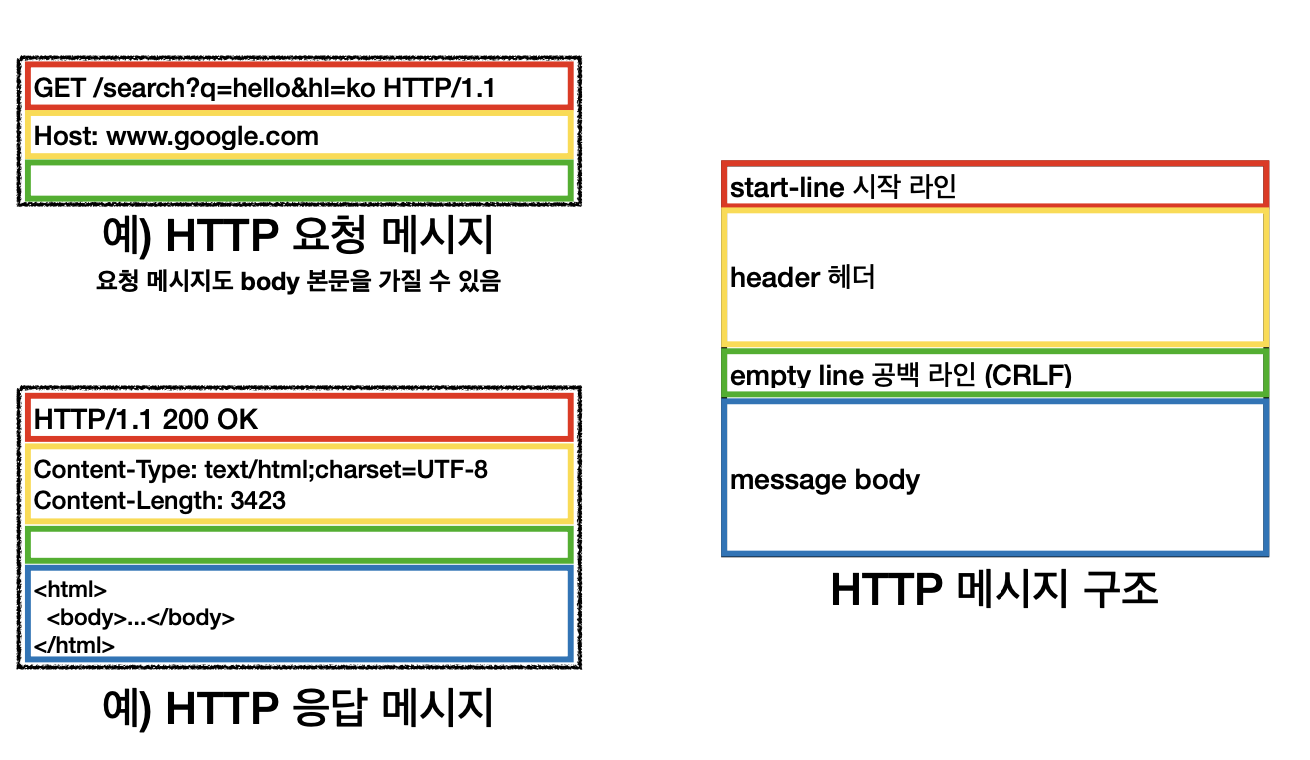 GET /search?q=hello&hl=ko HTTP/1.1
Host: www.google.com
예) HTTP 요청 메시지
요청 메시지도 body 본문을 가질 수 있음
HTTP/1.1 200 OK
Content-Type: text/html;charset=UTF-8
Content-Length: 3423
<html>
<body>...</body>
</html>
예) HTTP 응답 메시지
start-line 시작 라인
header 헤더
empty line 공백 라인 (CRLF)
message body
HTTP 메시지 구조